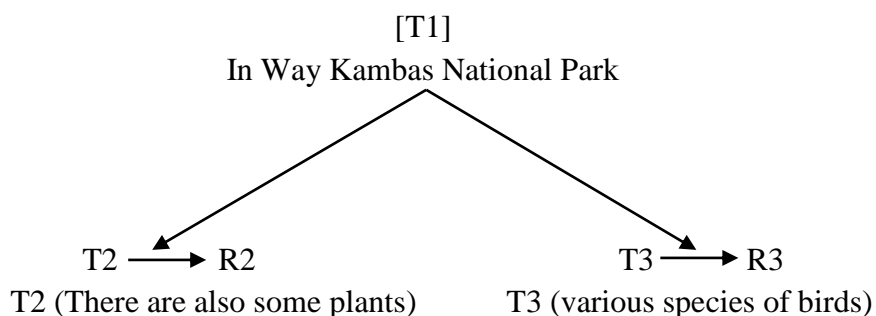 [T1]
In Way Kambas National Park
T2 R2 T3 R3
T2 (There are also some plants) T3 (various species of birds)